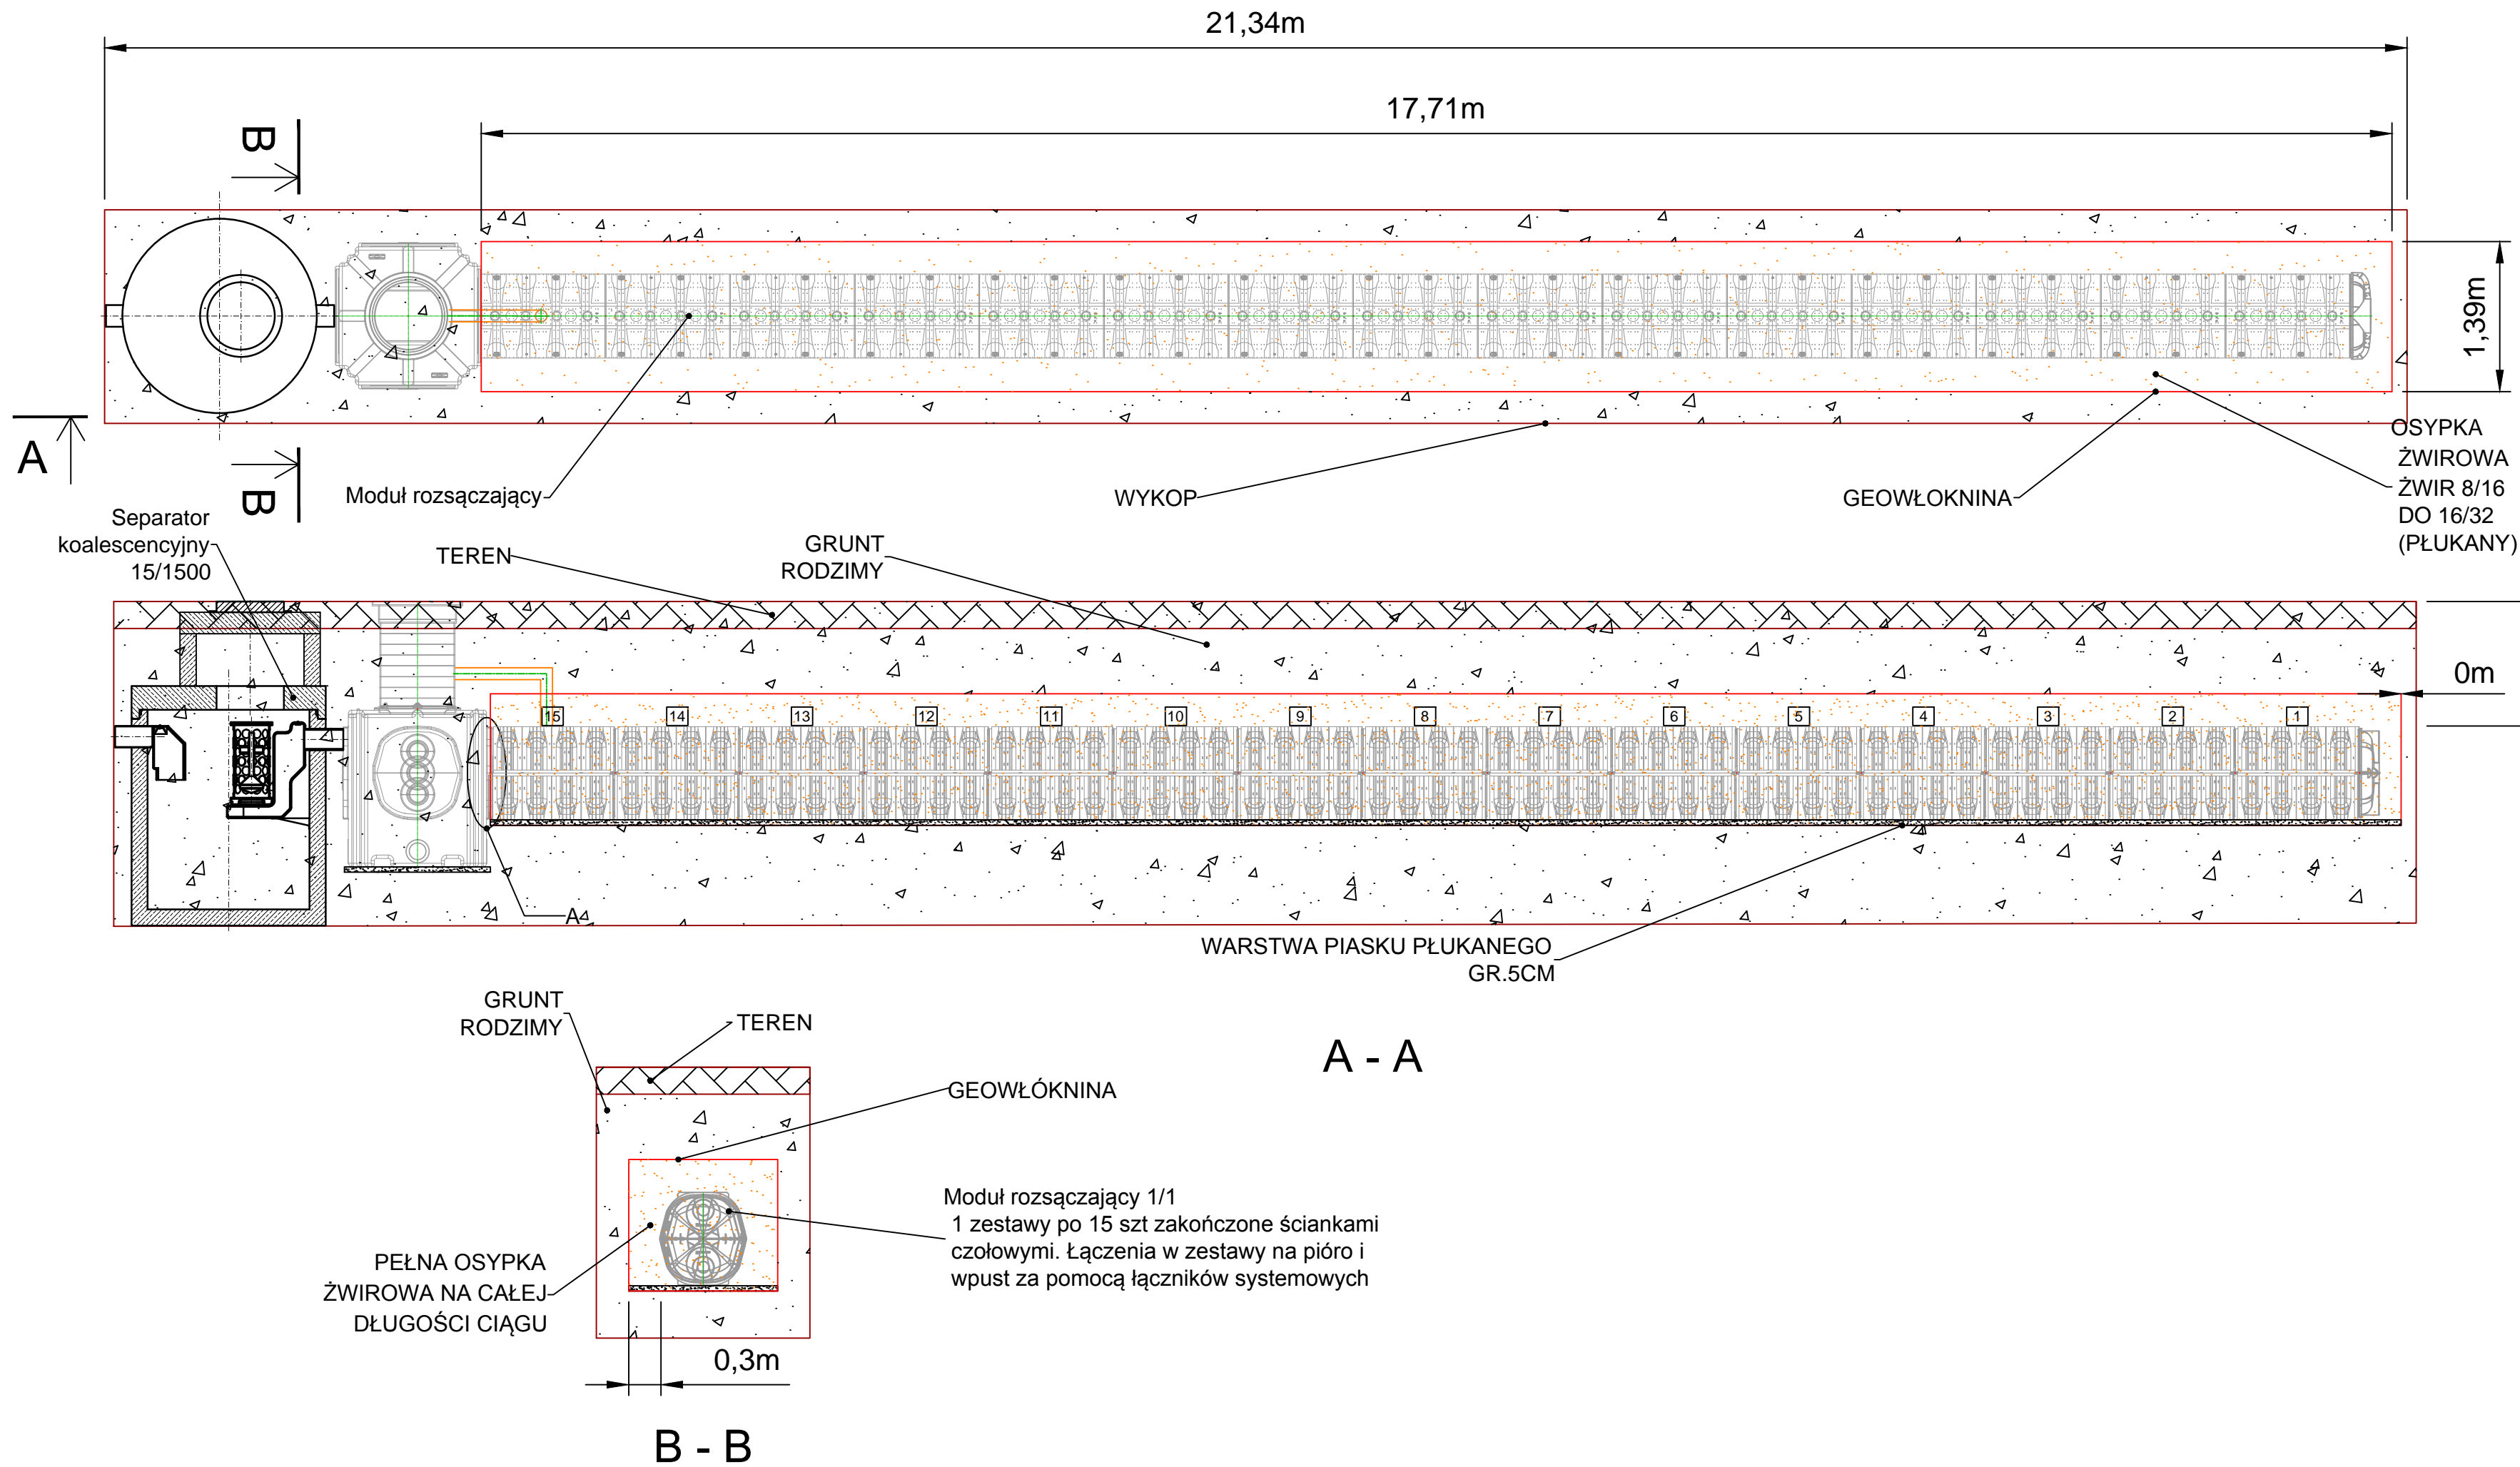 21,34m
17,71m
B
1,39m
A
B
Moduł rozsączający
WYKOP
GEOWŁOKNINA
OSYPKA
ŻWIROWA
ŻWIR 8/16
DO 16/32
(PŁUKANY)
Separator
koalescencyjny
15/1500
TEREN
GRUNT
RODZIMY
0m
15
14
13
12
11
10
9
8
7
6
5
4
3
2
1
A
WARSTWA PIASKU PŁUKANEGO
GR.5CM
A - A
GRUNT
RODZIMY
TEREN
GEOWŁÓKNINA
Moduł rozsączający 1/1
1 zestawy po 15 szt zakończone ściankami
czołowymi. Łączenia w zestawy na pióro i
wpust za pomocą łączników systemowych
PEŁNA OSYPKA
ŻWIROWA NA CAŁEJ
DŁUGOŚCI CIĄGU
0,3m
B - B